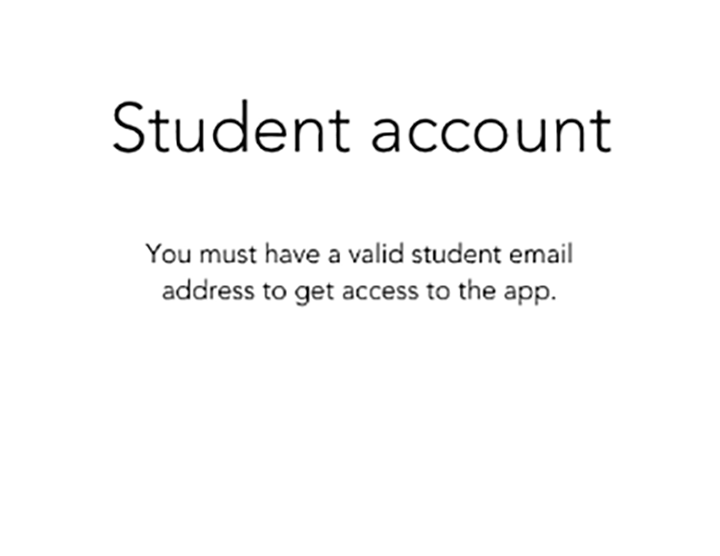 Student account
You must have a valid student email
address to get access to the app.